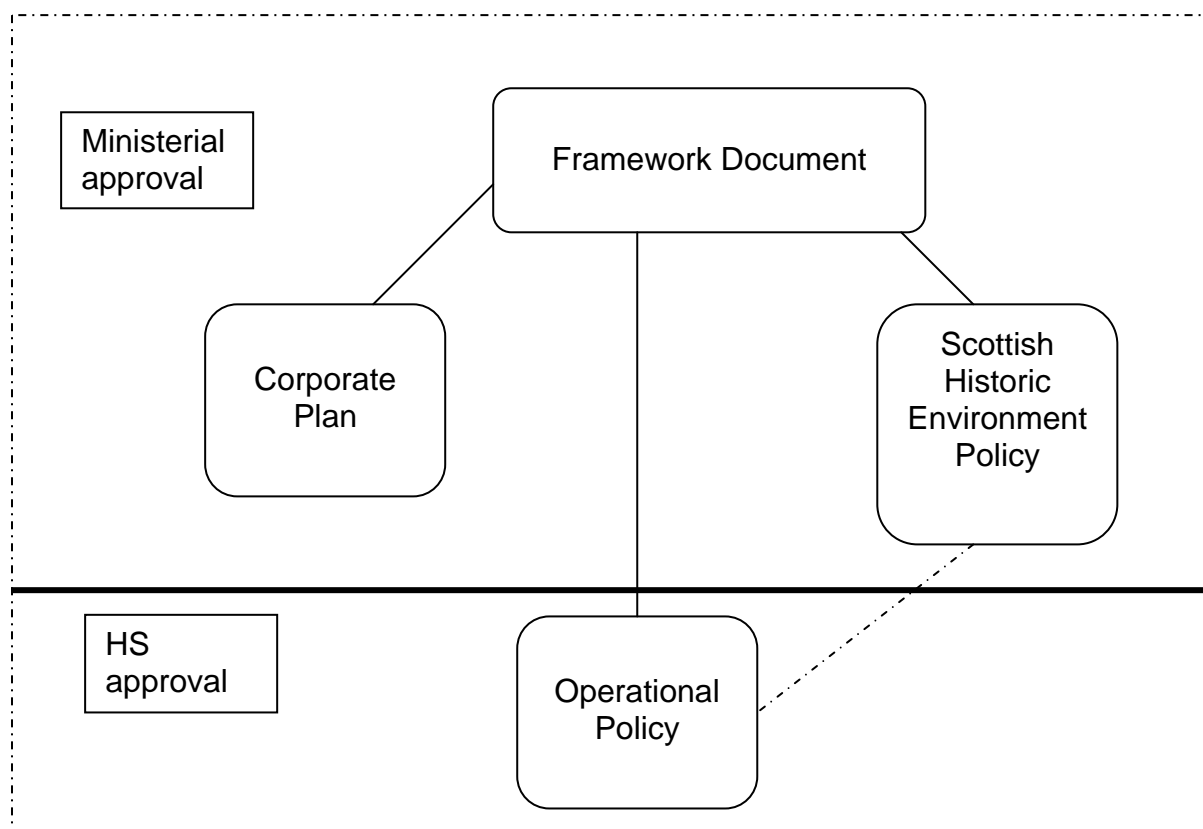 Ministerial
approval
Framework Document
Corporate
Plan
Scottish
Historic
Environment
Policy
HS
approval
Operational
Policy